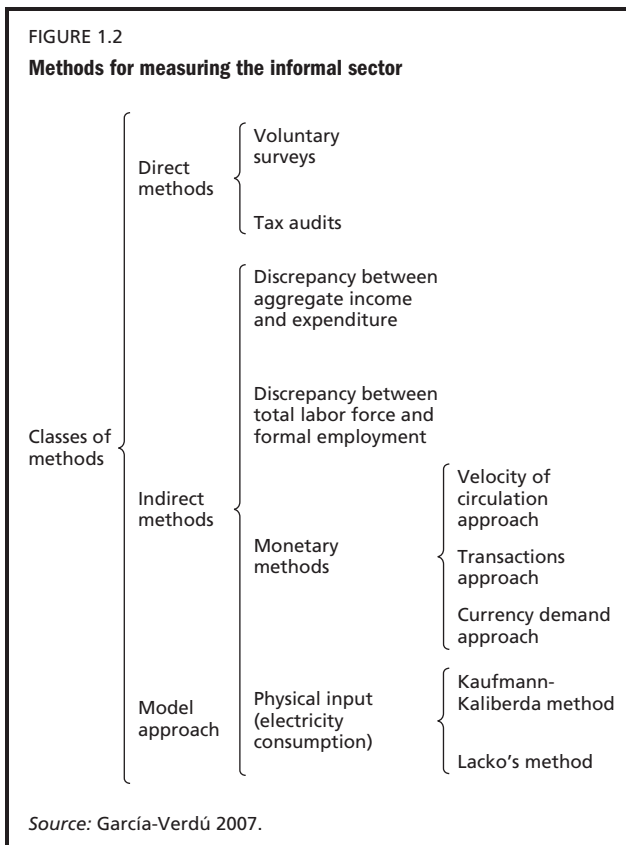 FIGURE 1.2
Methods for measuring the informal sector
Voluntary
surveys
Direct
methods
Tax audits
Discrepancy between
aggregate income
and expenditure
Discrepancy between
total labor force and
formal employment
Classes of
methods
Indirect
methods
Monetary
methods
Velocity of
circulation
approach
Transactions
approach
Currency demand
approach
Model
approach
Physical input
(electricity
consumption)
Kaufmann-
Kaliberda method
Lacko's method
Source: García-Verdú 2007.